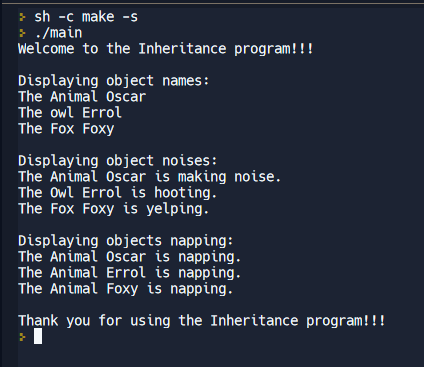 > sh -c make -s
> ./main
Welcome to the Inheritance program!!!
Displaying object names:
The Animal Oscar
The owl Errol
The Fox Foxy
Displaying object noises:
The Animal Oscar is making noise.
The Owl Errol is hooting.
The Fox Foxy is yelping.
Displaying objects napping:
The Animal Oscar is napping.
The Animal Errol is napping.
The Animal Foxy is napping.
Thank you for using the Inheritance program!!!
>